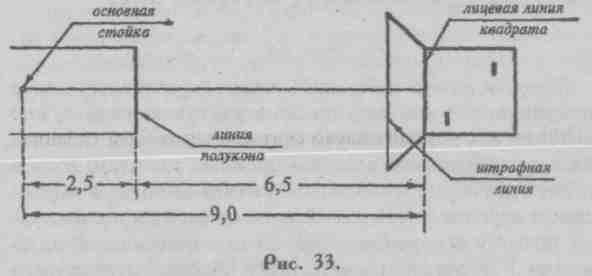 основная
стойка
лицевая линия
квадрата
линия
полукона
штрафная
линия
2,5
6,5
9,0
Рис. 33.